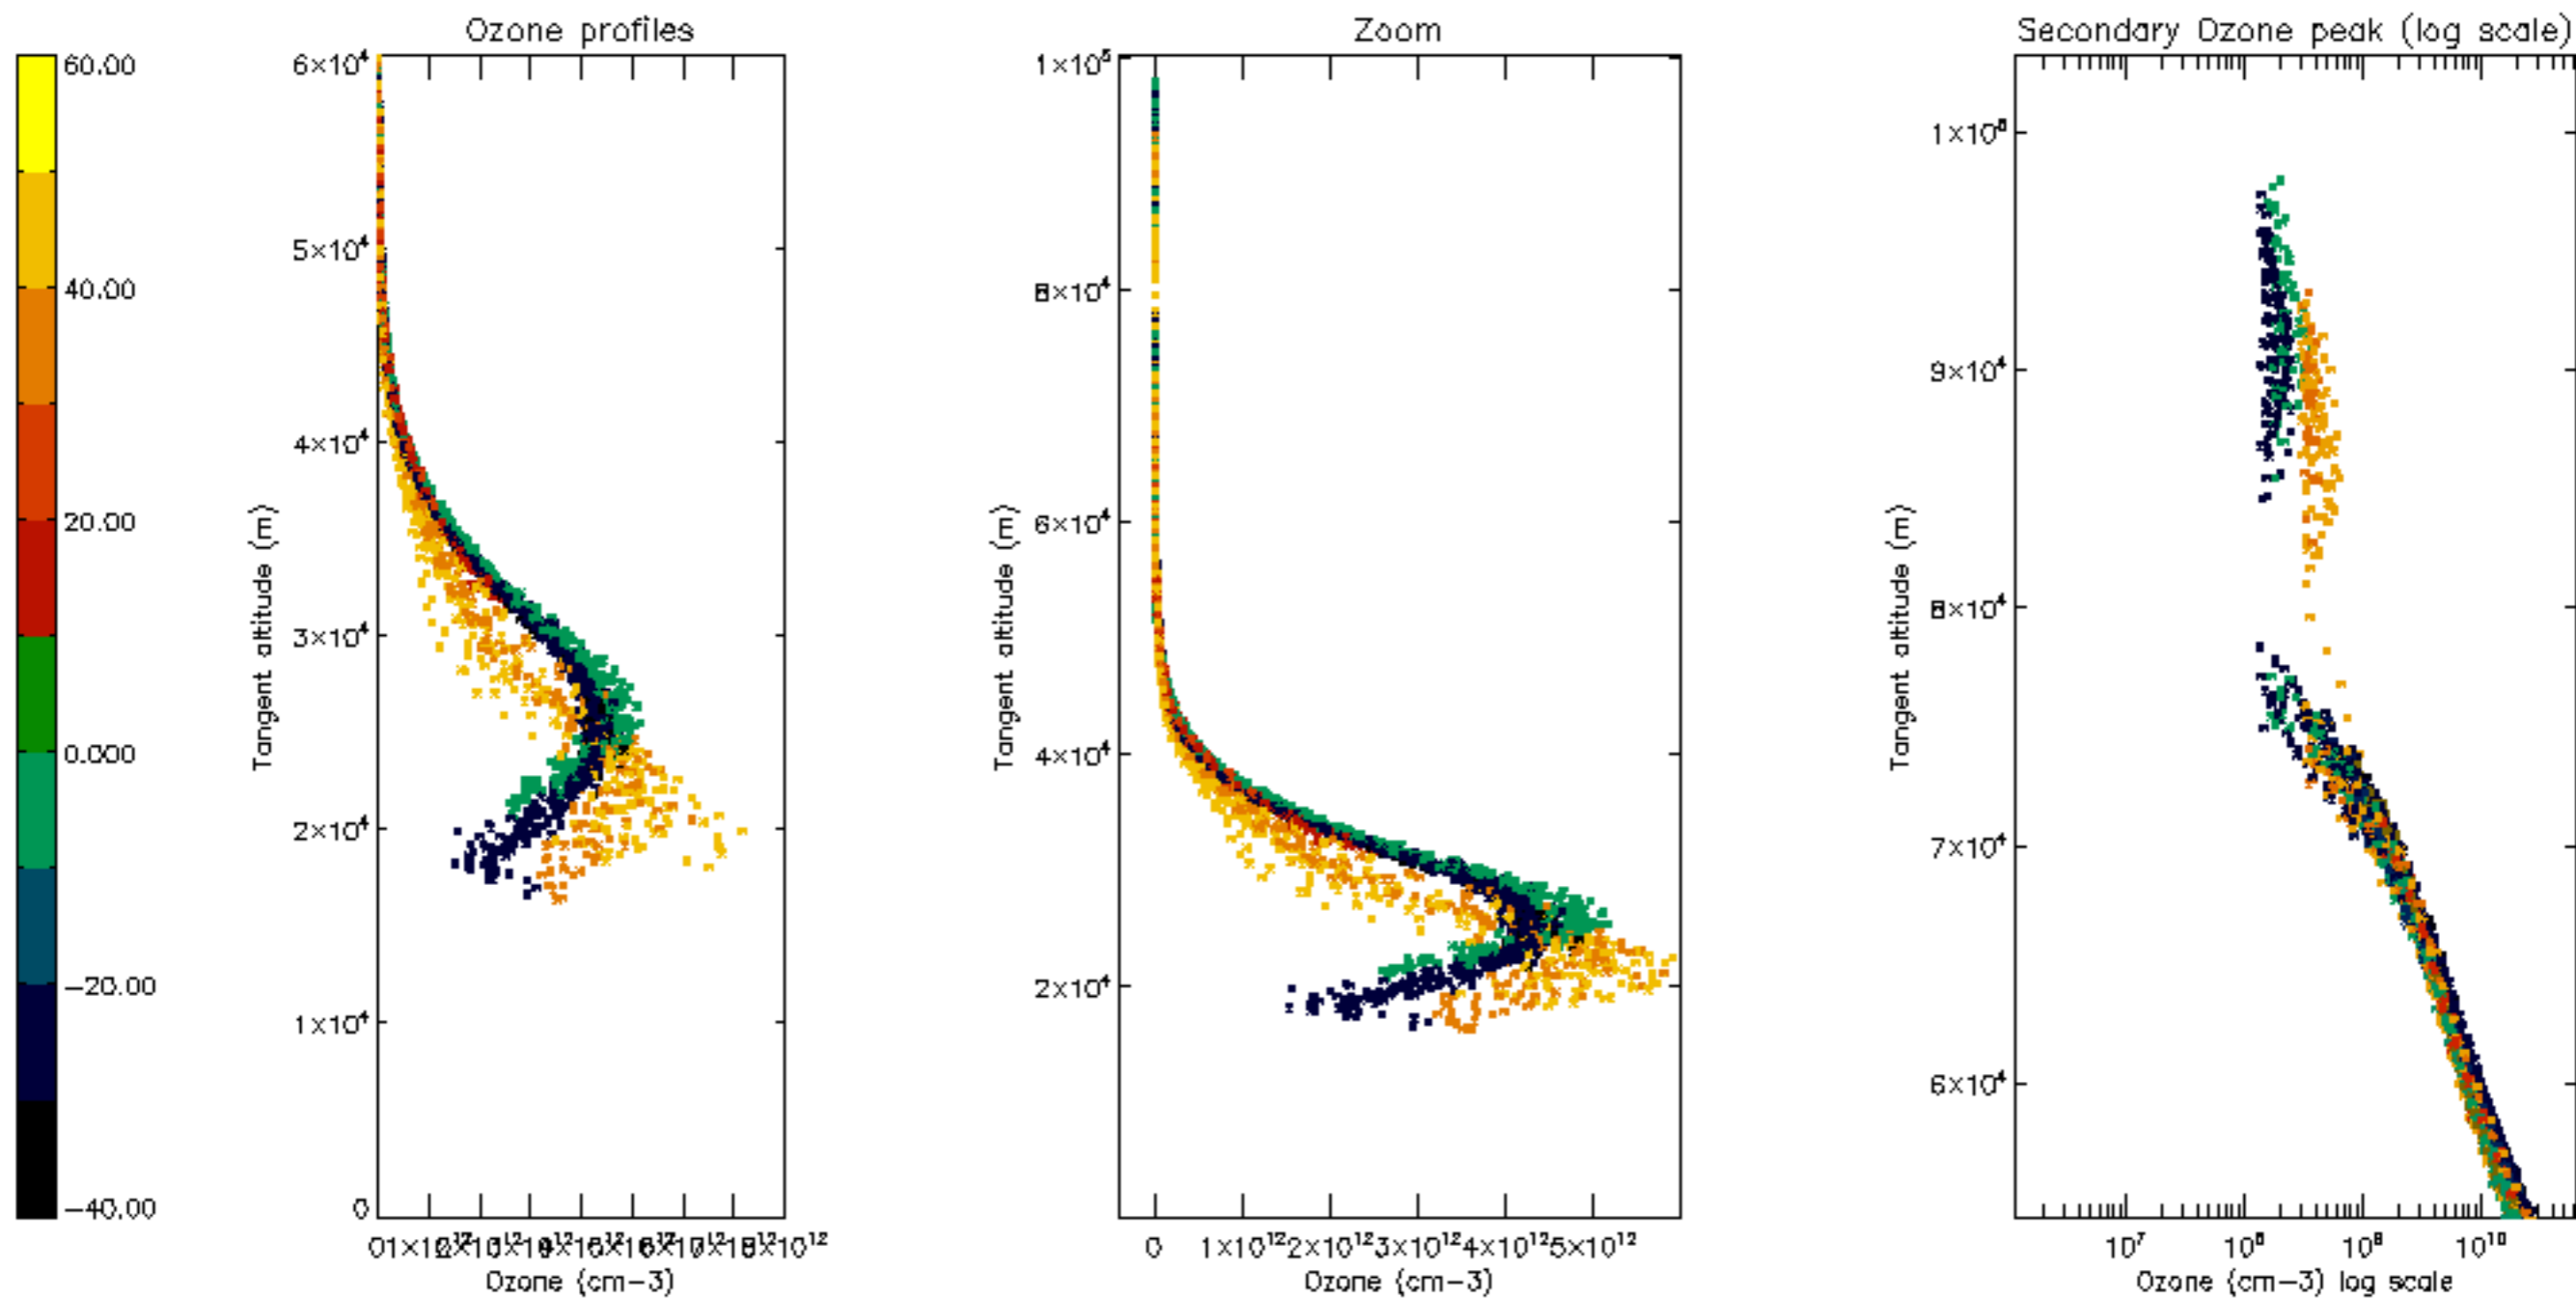 Ozone profiles
Zoom
Secondary Ozone peak (log scale)
60.00
40.00
20.00
0.000
−20.00
−40.00
6×10⁴
5×10⁴
4×10⁴
3×10⁴
2×10⁴
1×10⁴
0
Tangent altitude (m)
1×10⁵
8×10⁴
6×10⁴
4×10⁴
2×10⁴
Tangent altitude (m)
9×10⁴
8×10⁴
7×10⁴
6×10⁴
Tangent altitude (m)
8×10¹²
0 1×10¹² 2×10¹² 3×10¹² 4×10¹² 5×10¹²
10⁷ 10⁸ 10⁹ 10¹⁰
Ozone (cm−3)
Ozone (cm−3)
Ozone (cm−3) log scale